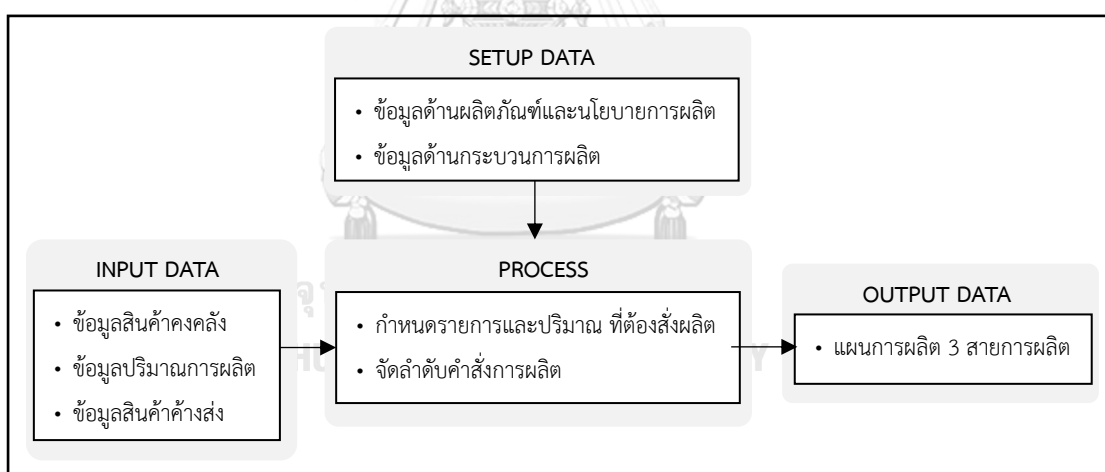 SETUP DATA
• ข้อมูลด้านผลิตภัณฑ์และนโยบายการผลิต
• ข้อมูลด้านกระบวนการผลิต
INPUT DATA
• ข้อมูลสินค้าคงคลัง
• ข้อมูลปริมาณการผลิต
• ข้อมูลสินค้าค้างส่ง
PROCESS
• กำหนดรายการและปริมาณ ที่ต้องสั่งผลิต
• จัดลำดับคำสั่งการผลิต
OUTPUT DATA
• แผนการผลิต 3 สายการผลิต